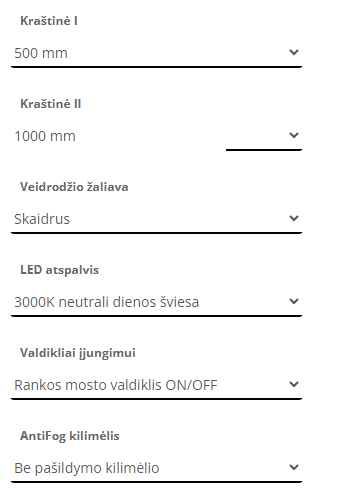 Kraštinė I
500 mm
Kraštinė II
1000 mm
Veidrodžio žaliava
Skaidrus
LED atspalvis
3000K neutrali dienos šviesa
Valdikliai įjungimui
Rankos mosto valdiklis ON/OFF
AntiFog kilimėlis
Be pašildymo kilimėlio